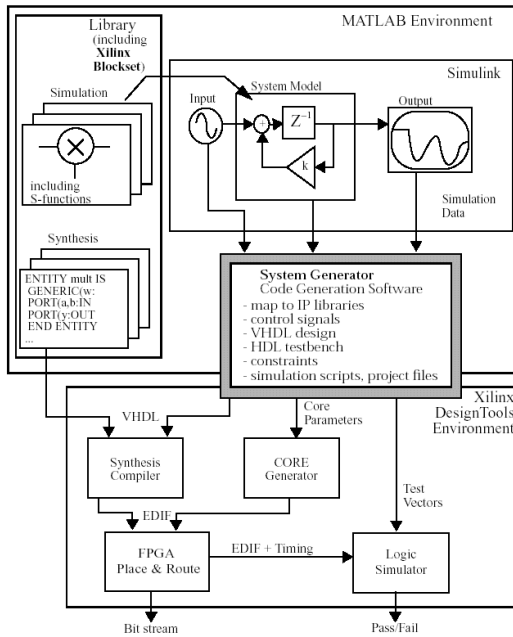 MATLAB Environment
Library
(including
Xilinx
Blockset)
Simulation
including
S-functions
Synthesis
ENTITY mult IS
GENERIC(w:
PORT(a,b:IN
PORT(y:OUT
END ENTITY
...
Simulink
System Model
Input
+
Z⁻¹
k
Output
Simulation
Data
System Generator
Code Generation Software
- map to IP libraries
- control signals
- VHDL design
- HDL testbench
- constraints
- simulation scripts, project files
Xilinx
DesignTools
Environment
VHDL
Core
Parameters
Synthesis
Compiler
CORE
Generator
Test
Vectors
EDIF
FPGA
Place & Route
EDIF + Timing
Logic
Simulator
Bit stream
Pass/Fail